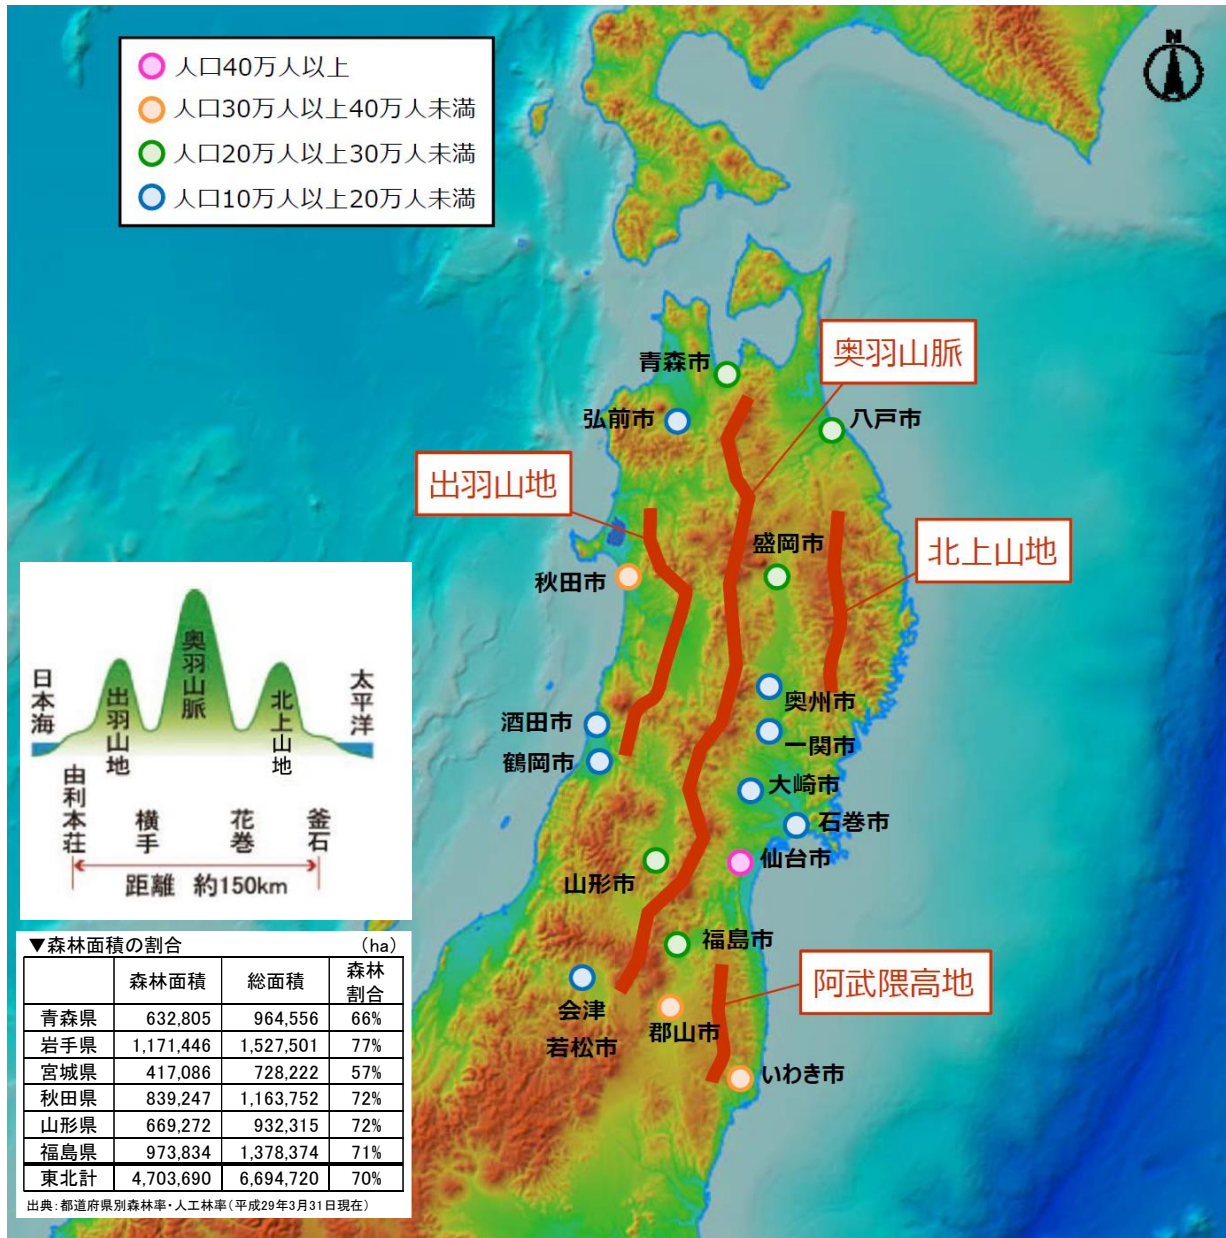 人口40万人以上
人口30万人以上40万人未満
人口20万人以上30万人未満
人口10万人以上20万人未満
N
奥羽山脈
青森市
弘前市
八戸市
出羽山地
盛岡市
北上山地
秋田市
奥州市
酒田市
一関市
鶴岡市
大崎市
石巻市
仙台市
山形市
福島市
阿武隈高地
会津
若松市
郡山市
いわき市
日本海
出羽山地
奥羽山脈
北上山地
太平洋
由利本荘
横手
花巻
釜石
距離 約150km
▼森林面積の割合 (ha)
森林面積 総面積 森林割合
青森県 632,805 964,556 66%
岩手県 1,171,446 1,527,501 77%
宮城県 417,086 728,222 57%
秋田県 839,247 1,163,752 72%
山形県 669,272 932,315 72%
福島県 973,834 1,378,374 71%
東北計 4,703,690 6,694,720 70%
出典：都道府県別森林率・人工林率（平成29年3月31日現在）